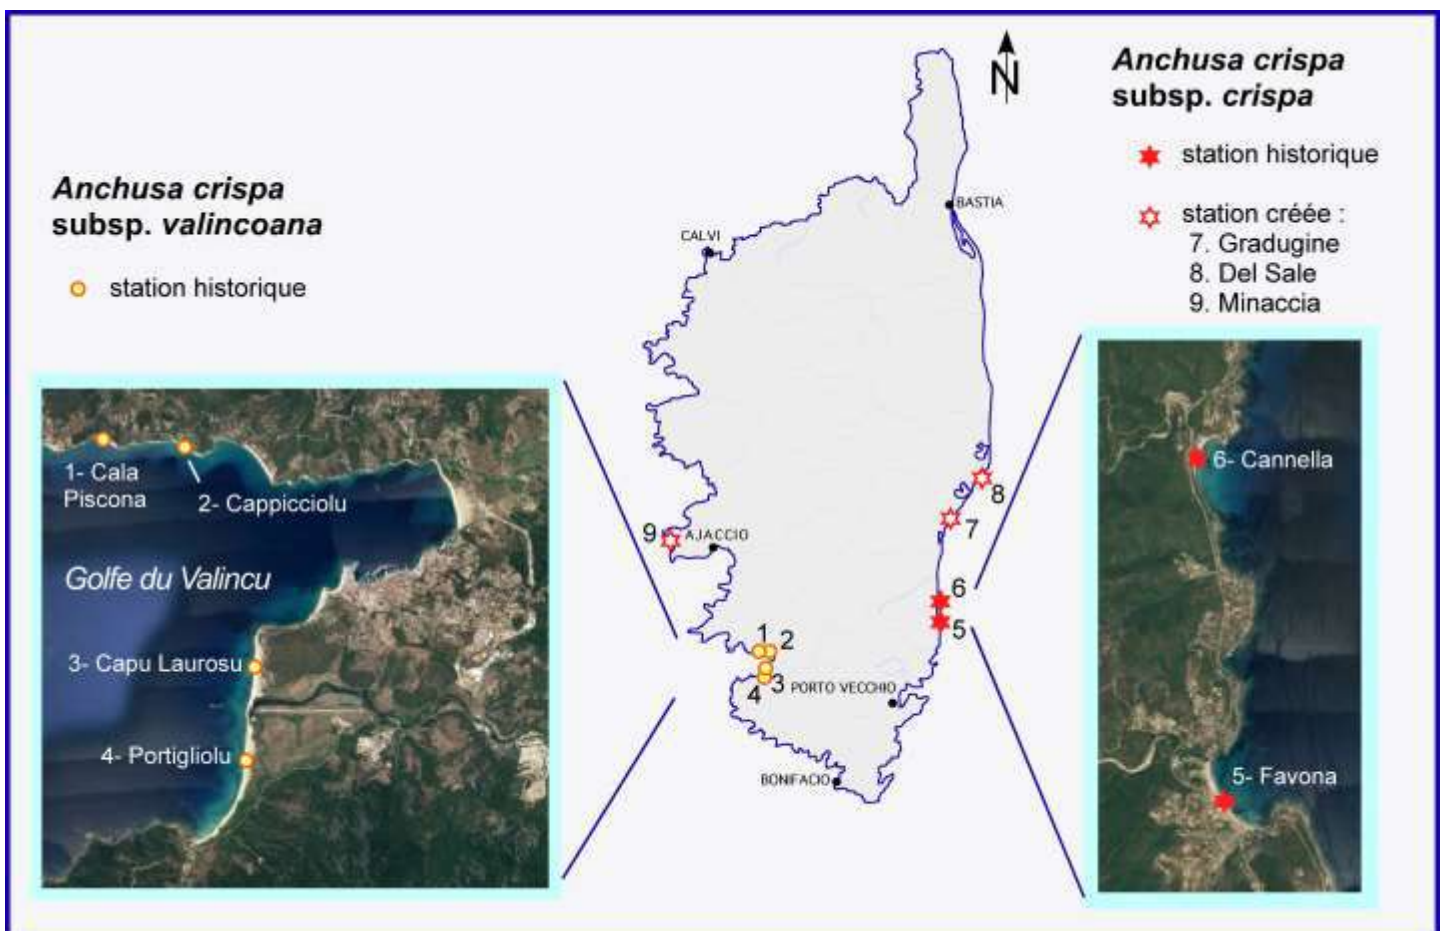 Anchusa crispa
subsp. valincoana
station historique
1- Cala
Piscona
2- Cappicciolu
Golfe du Valincu
3- Capu Laurosu
4- Portigliolu
N
BASTIA
CALVI
AJACCIO
PORTO VECCHIO
BONIFACIO
9
8
7
6
5
1
2
3
4
Anchusa crispa
subsp. crispa
station historique
station créée :
7. Gradugine
8. Del Sale
9. Minaccia
6- Cannella
5- Favona